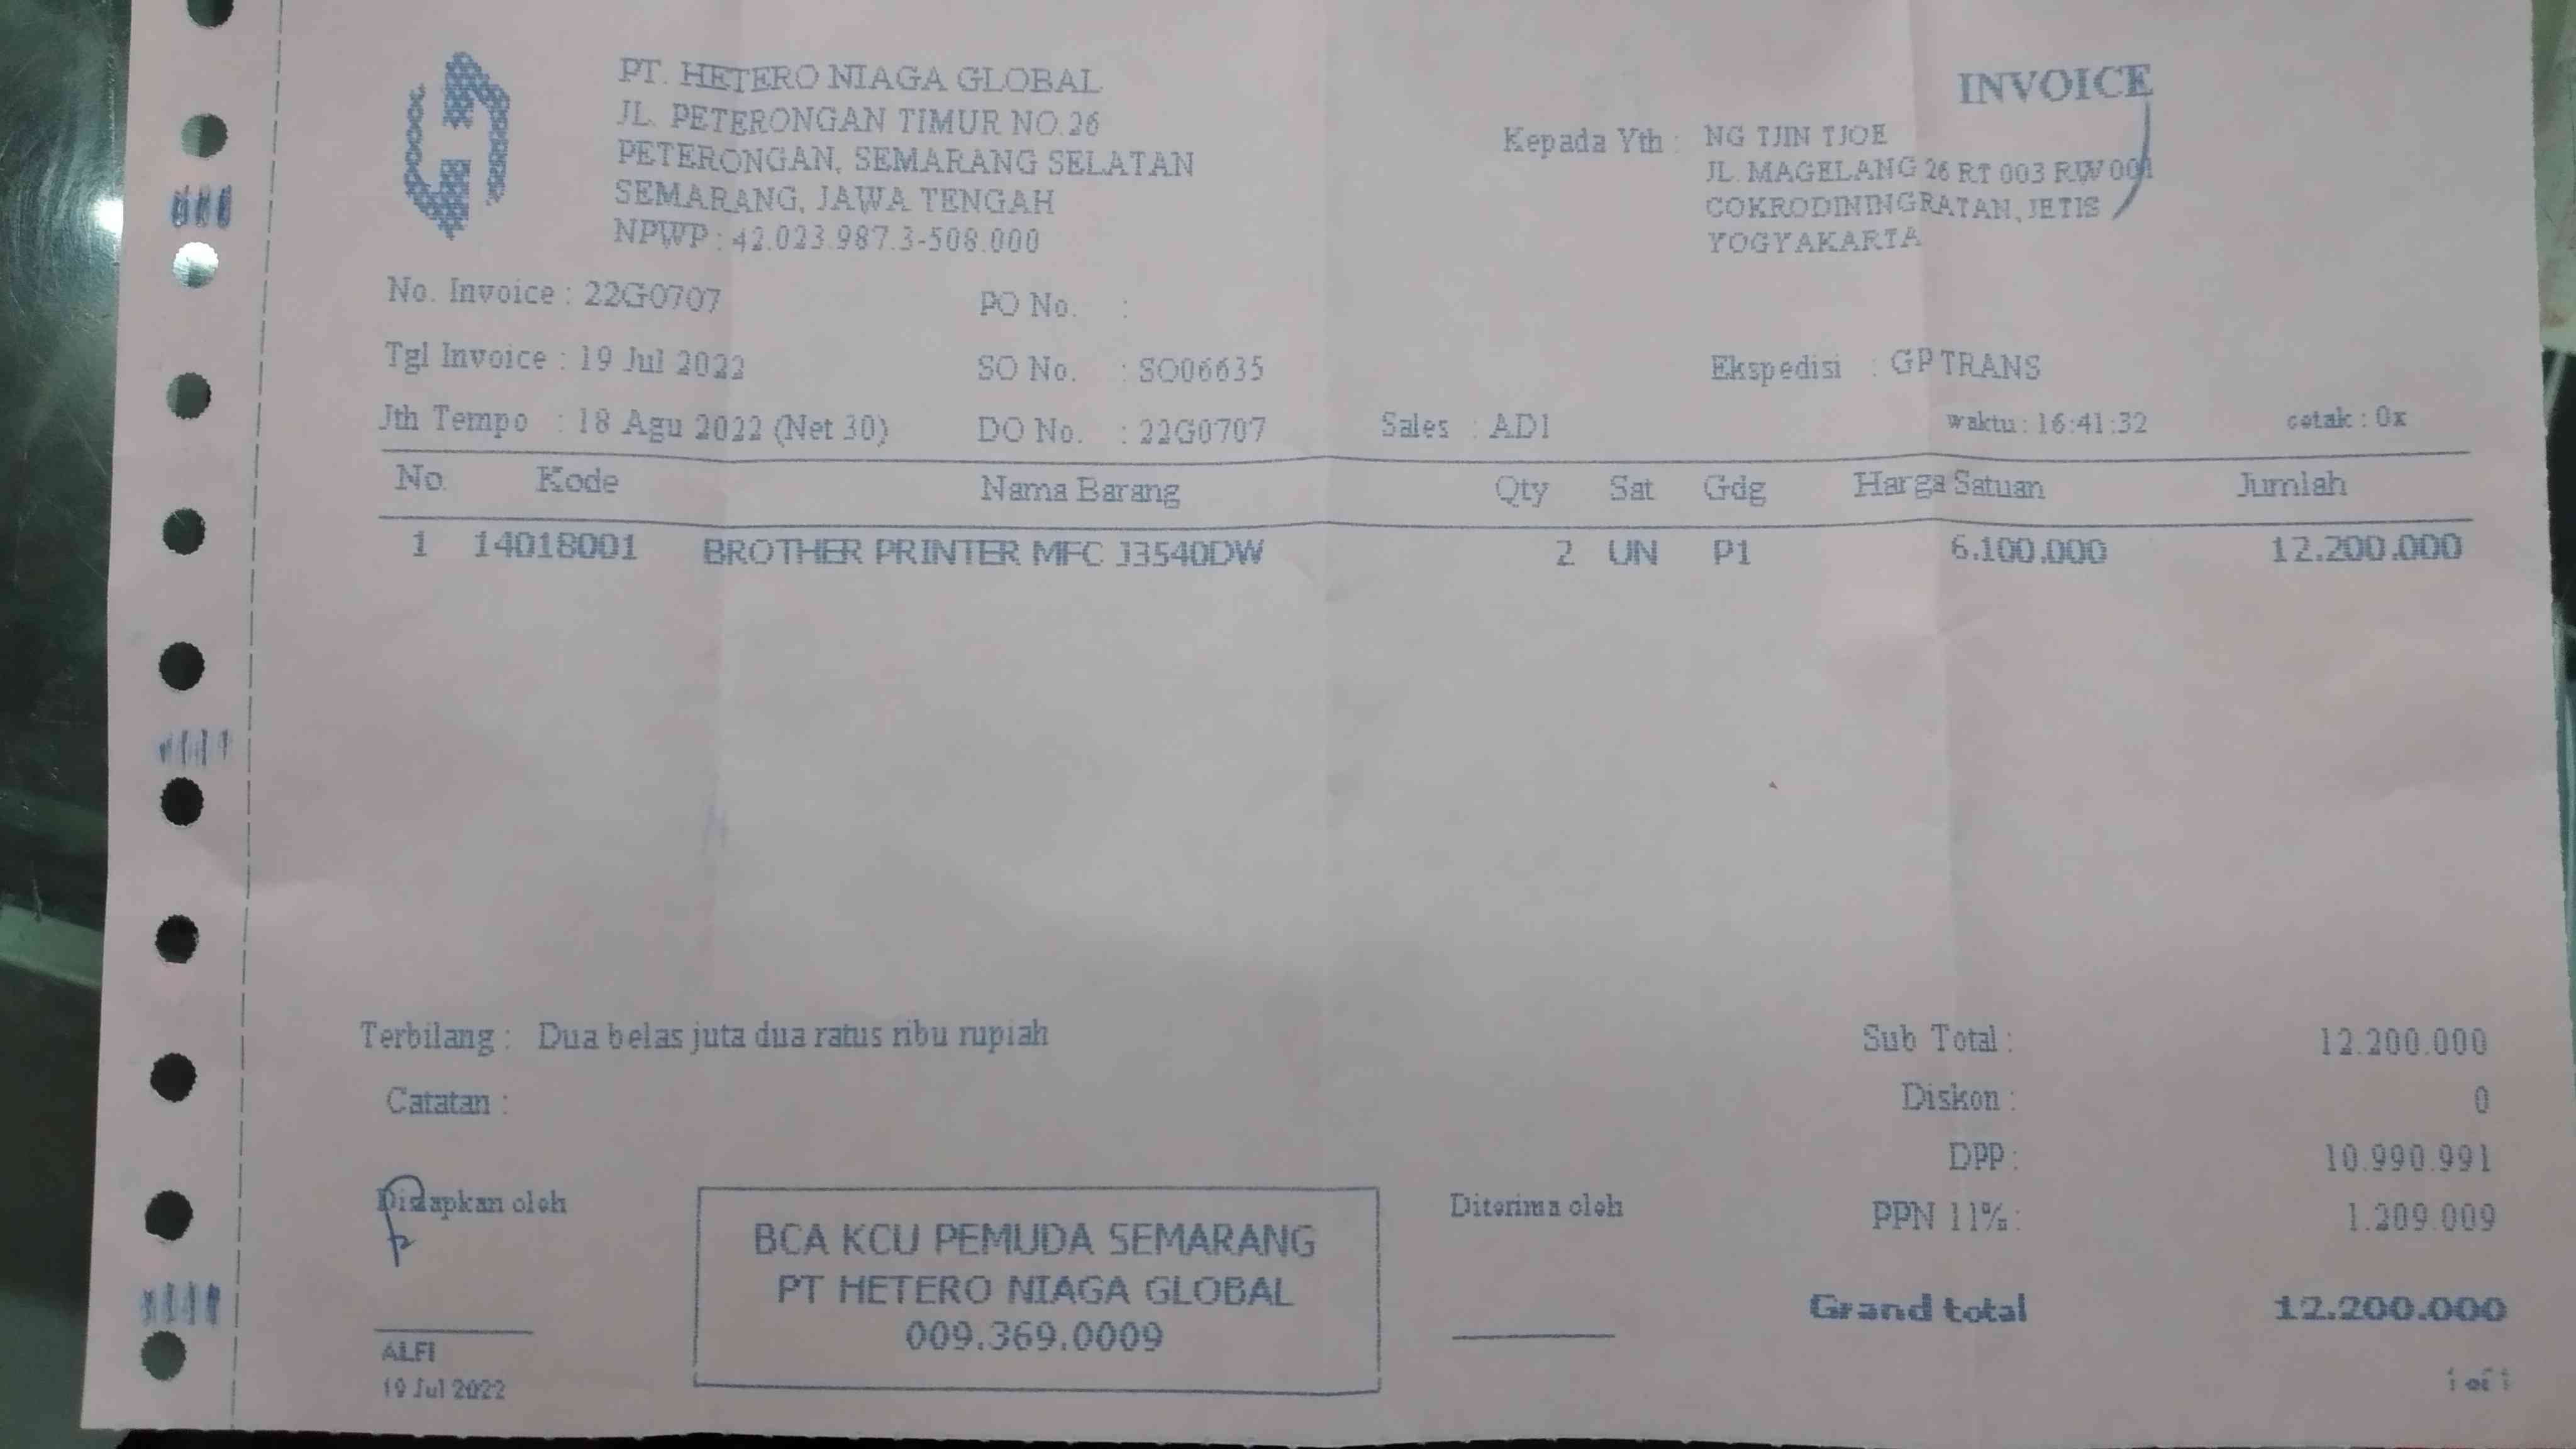 PT. HETERO NIAGA GLOBAL
JL. PETERONGAN TIMUR NO.26
PETERONGAN, SEMARANG SELATAN
SEMARANG, JAWA TENGAH
NPWP : 42.023.987.3-508.000
INVOICE
Kepada Yth : NG TJIN TJOE
JL. MAGELANG 26 RT 003 RW 001
COKRODININGRATAN, JETIS
YOGYAKARTA
No. Invoice : 22G0707 PO No. :
Tgl Invoice : 19 Jul 2022 SO No. : SO06635 Ekspedisi : GP TRANS
Jth Tempo : 18 Agu 2022 (Net 30) DO No. : 22G0707 Sales : ADI waktu : 16:41:32 cetak : 0x
No. Kode Nama Barang Qty Sat Gdg Harga Satuan Jumlah
1 14018001 BROTHER PRINTER MFC J3540DW 2 UN P1 6.100.000 12.200.000
Terbilang : Dua belas juta dua ratus ribu rupiah
Catatan :
Sub Total : 12.200.000
Diskon : 0
DPP : 10.990.991
PPN 11% : 1.209.009
Grand total 12.200.000
Disiapkan oleh
ALFI
19 Jul 2022
BCA KCU PEMUDA SEMARANG
PT HETERO NIAGA GLOBAL
009.369.0009
Diterima oleh
1 of 1